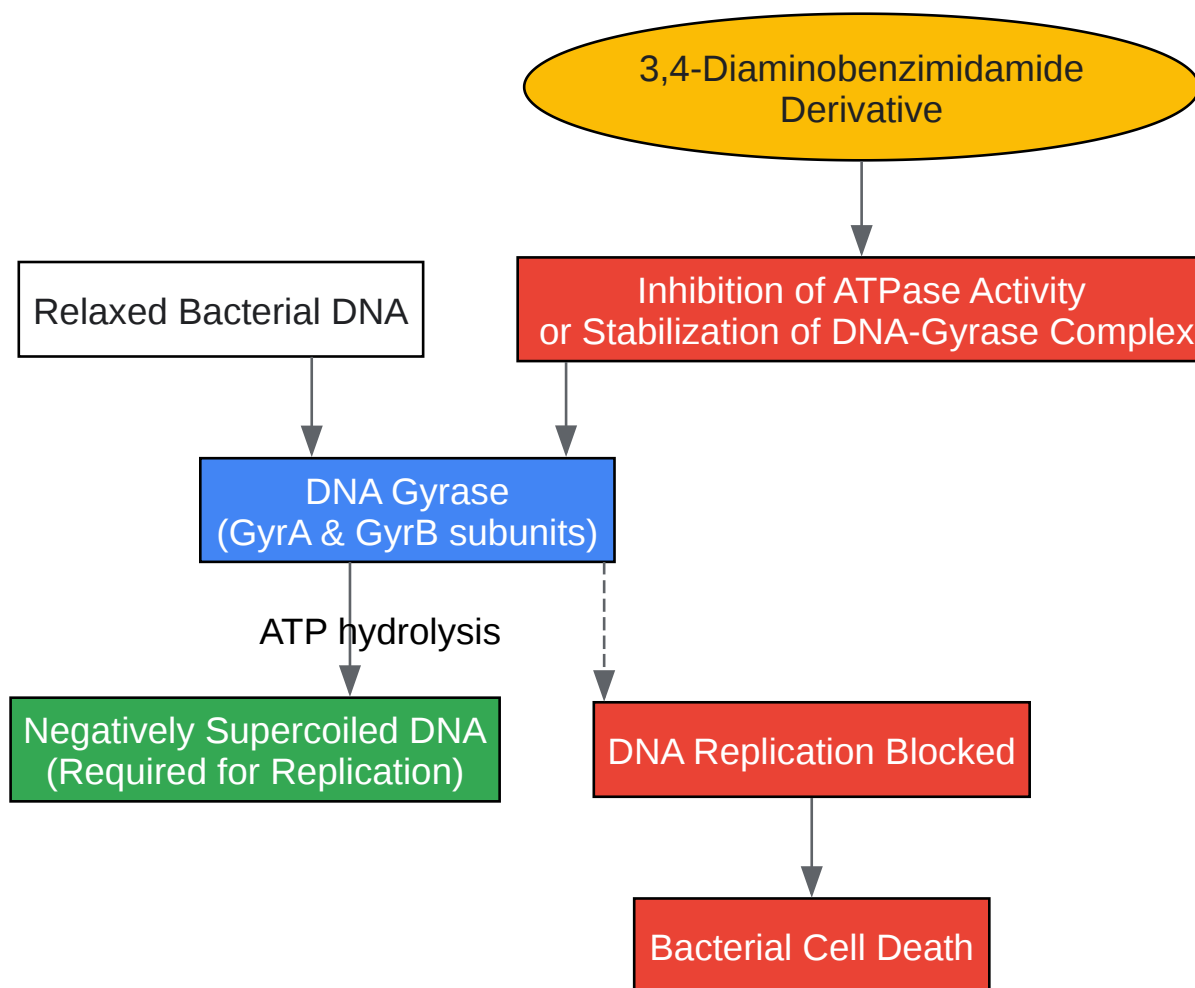 3,4-Diaminobenzimidamide
Derivative
Relaxed Bacterial DNA
Inhibition of ATPase Activity
or Stabilization of DNA-Gyrase Complex
DNA Gyrase
(GyrA & GyrB subunits)
ATP hydrolysis
Negatively Supercoiled DNA
(Required for Replication)
DNA Replication Blocked
Bacterial Cell Death